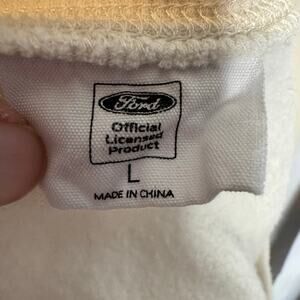 Ford
Official
Licensed
Product
L
MADE IN CHINA